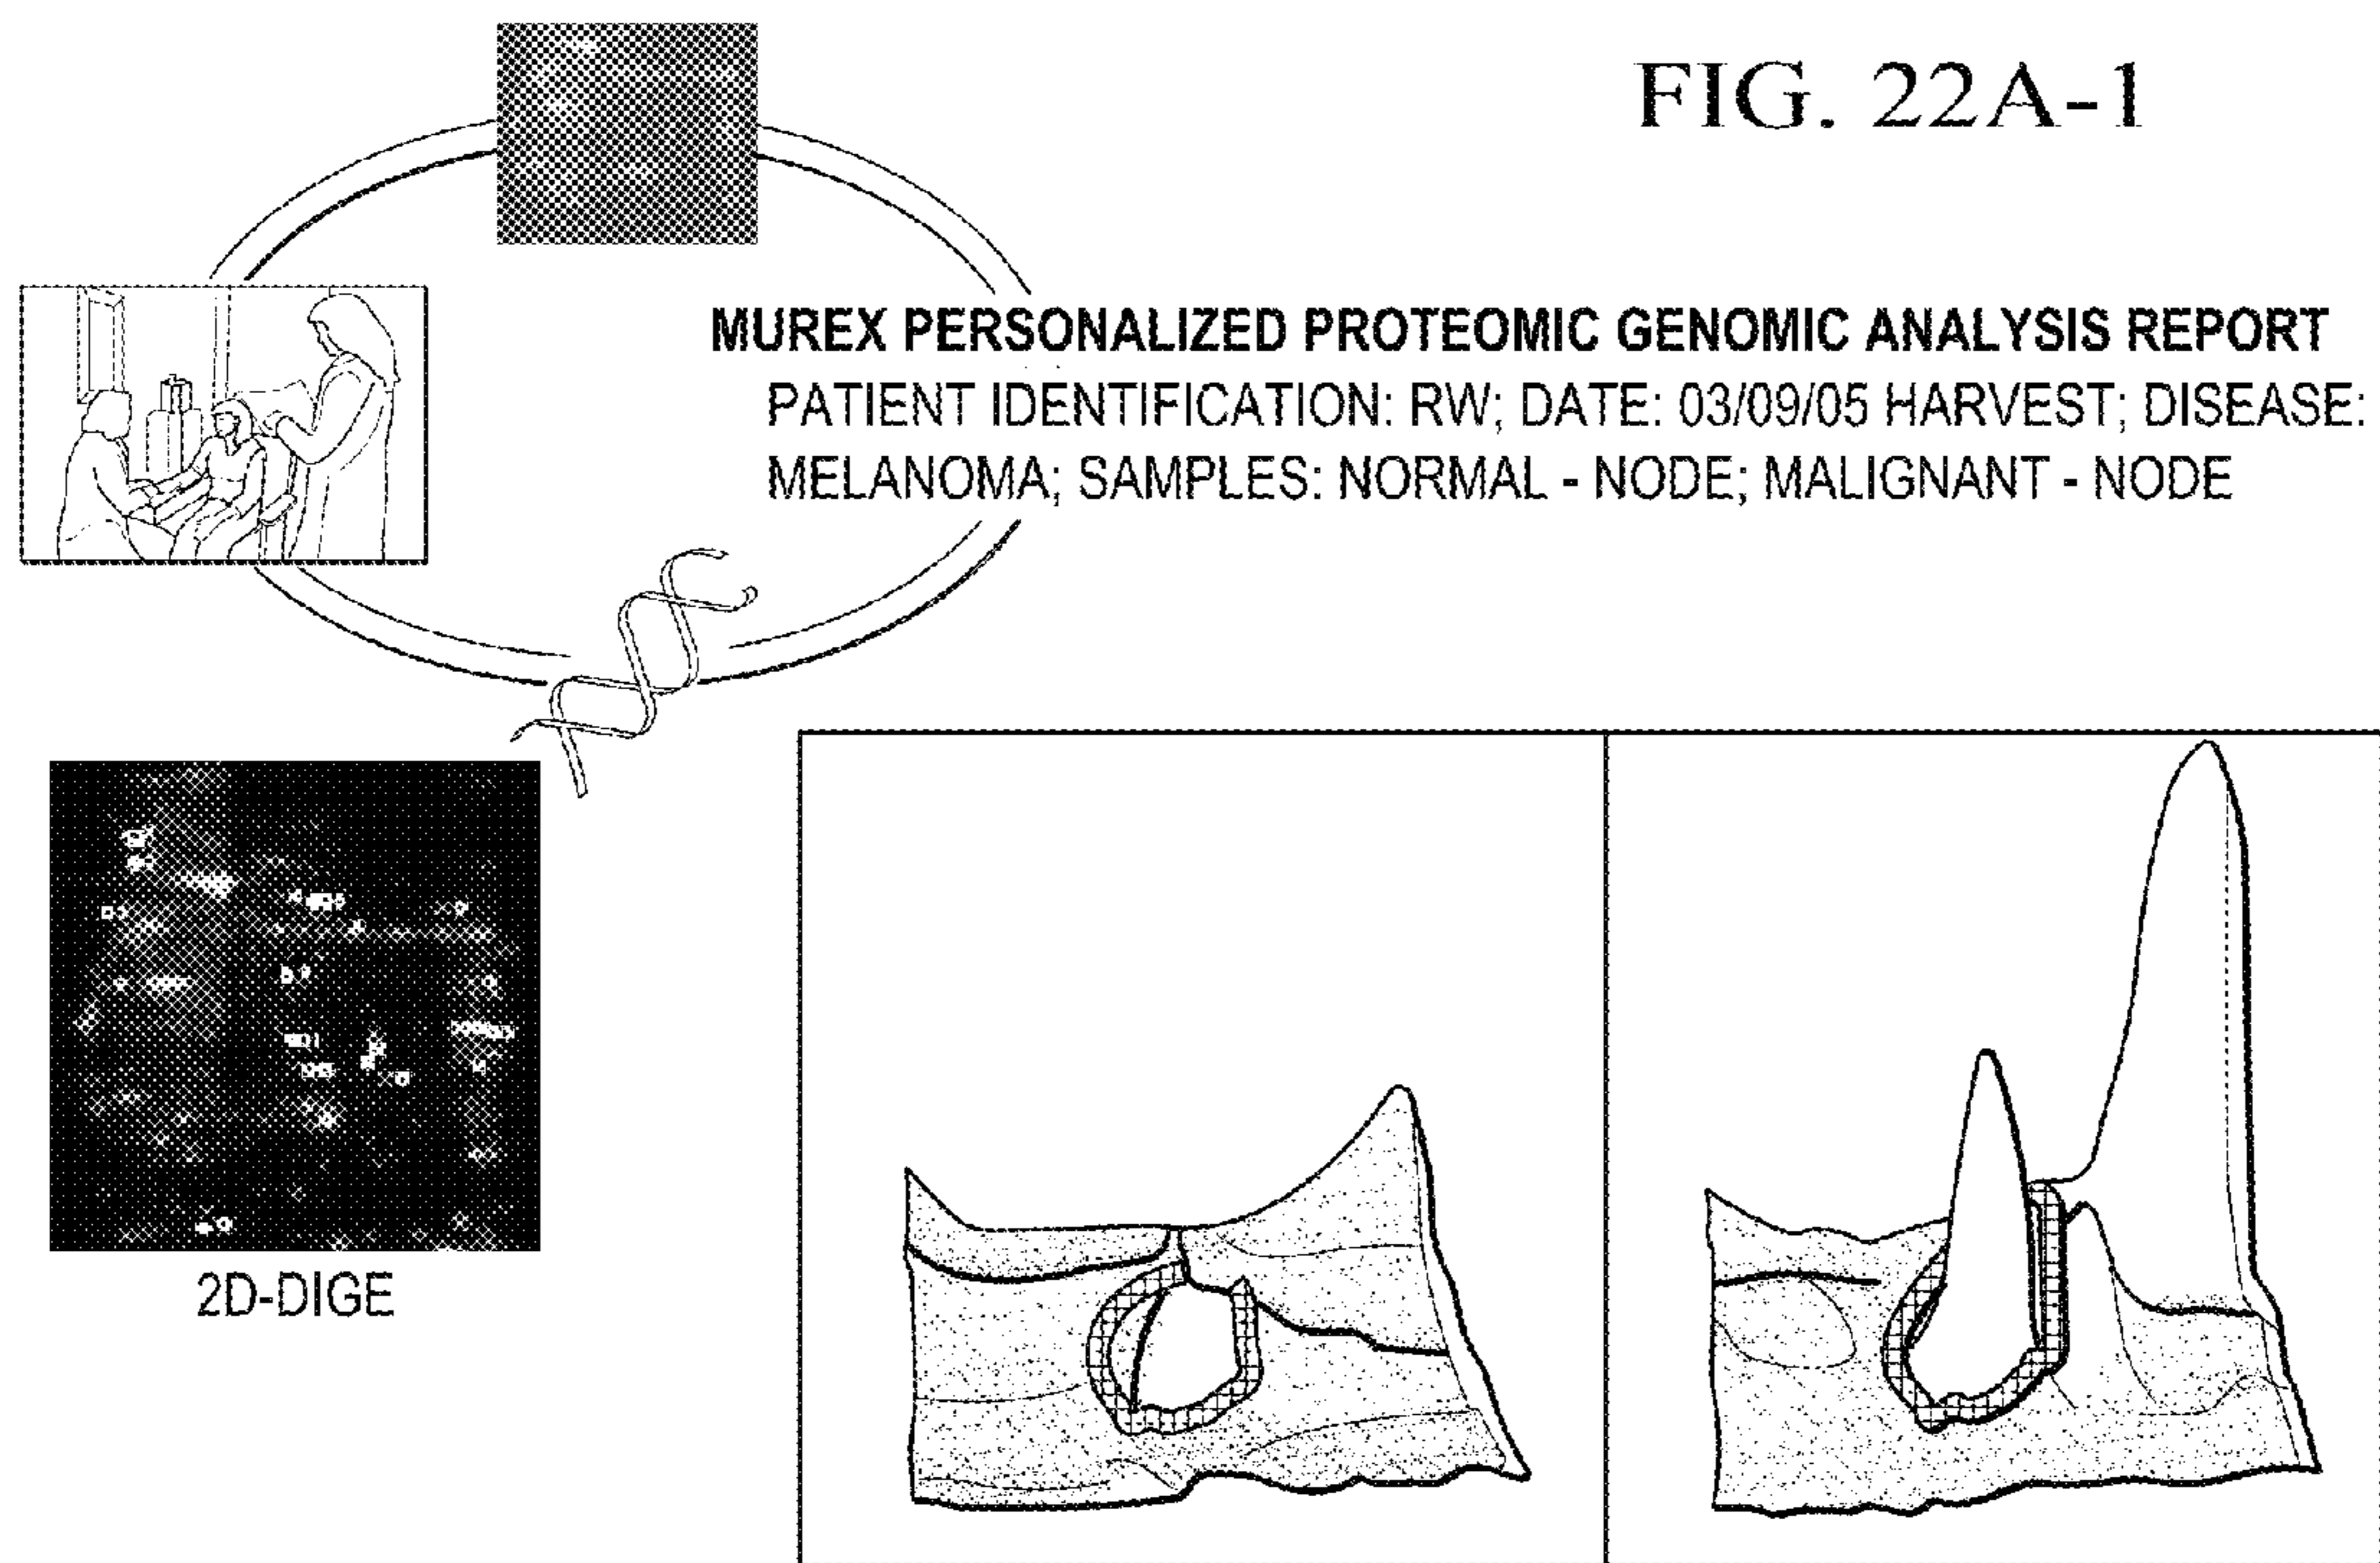 FIG. 22A-1
MUREX PERSONALIZED PROTEOMIC GENOMIC ANALYSIS REPORT
PATIENT IDENTIFICATION: RW; DATE: 03/09/05 HARVEST; DISEASE:
MELANOMA; SAMPLES: NORMAL - NODE; MALIGNANT - NODE
2D-DIGE